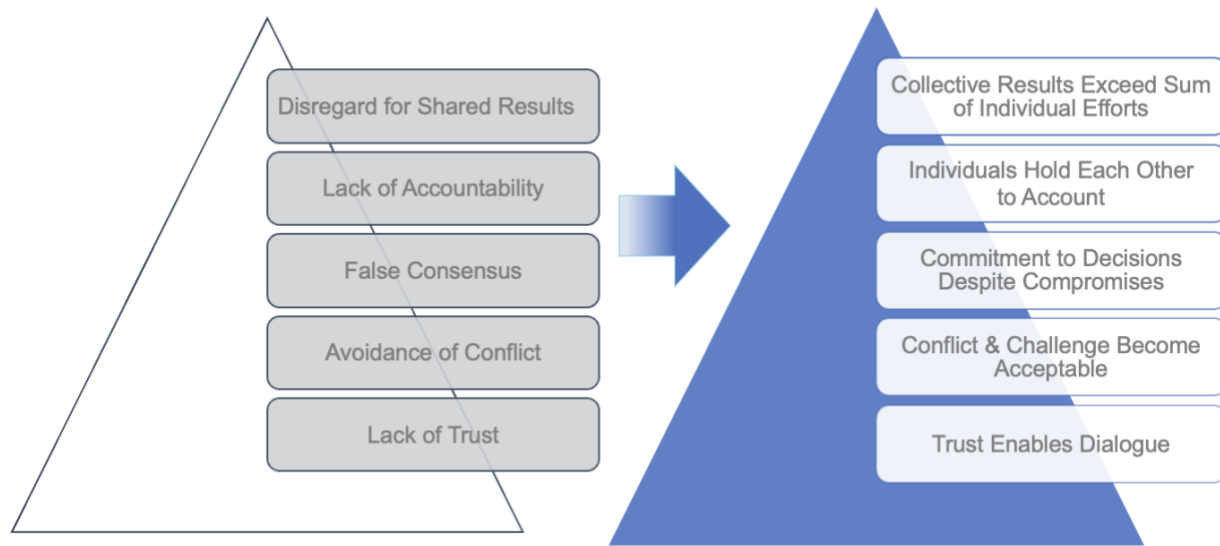 Disregard for Shared Results
Lack of Accountability
False Consensus
Avoidance of Conflict
Lack of Trust
Collective Results Exceed Sum
of Individual Efforts
Individuals Hold Each Other
to Account
Commitment to Decisions
Despite Compromises
Conflict & Challenge Become
Acceptable
Trust Enables Dialogue